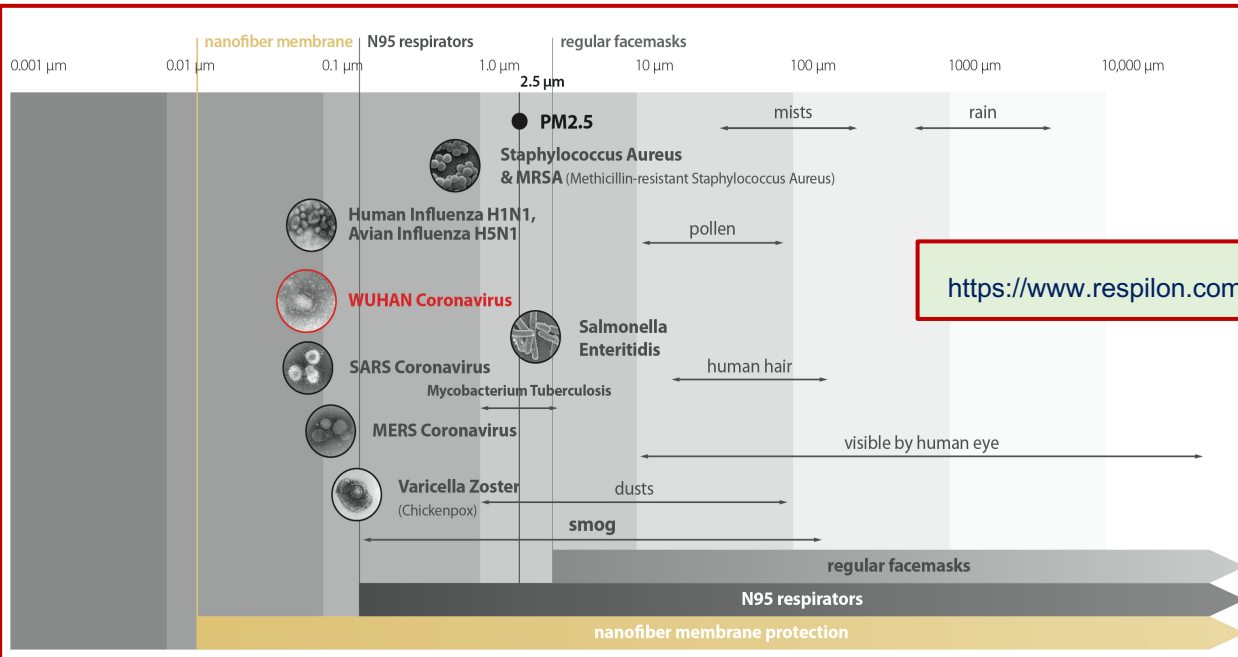 nanofiber membrane N95 respirators regular facemasks
0.001 μm 0.01 μm 0.1 μm 1.0 μm 10 μm 100 μm 1000 μm 10,000 μm
2.5 μm
PM2.5
mists
rain
Staphylococcus Aureus
& MRSA (Methicillin-resistant Staphylococcus Aureus)
Human Influenza H1N1,
Avian Influenza H5N1
pollen
https://www.respilon.com
WUHAN Coronavirus
Salmonella
Enteritidis
SARS Coronavirus
human hair
Mycobacterium Tuberculosis
MERS Coronavirus
visible by human eye
Varicella Zoster
(Chickenpox)
dusts
smog
regular facemasks
N95 respirators
nanofiber membrane protection